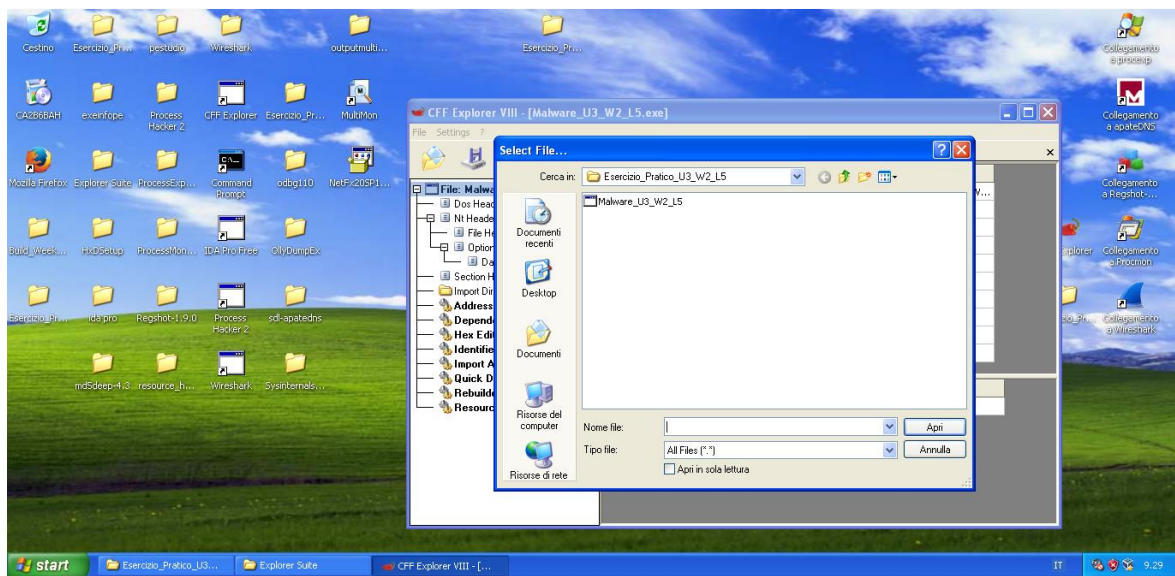 Cestino
Esercizio_Pr...
pestudio
Wireshark
outputmulti...
Esercizio_Pr...
Collegamento
a procexp
CA2B6BAH
exeinfope
Process
Hacker 2
CFF Explorer
Esercizio_Pr...
MultiMon
Collegamento
a apateDNS
Mozilla Firefox
Explorer Suite
ProcessExp...
Command
Prompt
odbg110
NetFx20SP1...
Collegamento
a Regshot-...
Build_Week...
HxDSetup
ProcessMon...
IDA Pro Free
OllyDumpEx
xplorer
Collegamento
a Procmon
Esercizio_Pr...
ida pro
Regshot-1.9.0
Process
Hacker 2
sdl-apatedns
Collegamento
a Wireshark
md5deep-4.3
resource_h...
Wireshark
Sysinternals...
CFF Explorer VIII - [Malware_U3_W2_L5.exe]
File Settings ?
File: Malwa
Dos Head
Nt Heade
File He
Option
Da
Section H
Import Dir
Address
Depend
Hex Edi
Identifie
Import A
Quick D
Rebuild
Resourc
Select File...
Cerca in:
Esercizio_Pratico_U3_W2_L5
Malware_U3_W2_L5
Documenti
recenti
Desktop
Documenti
Risorse del
computer
Risorse di rete
Nome file:
Apri
Tipo file:
All Files (*.*)
Annulla
Apri in sola lettura
start
Esercizio_Pratico_U3...
Explorer Suite
CFF Explorer VIII - [...
IT
9.29